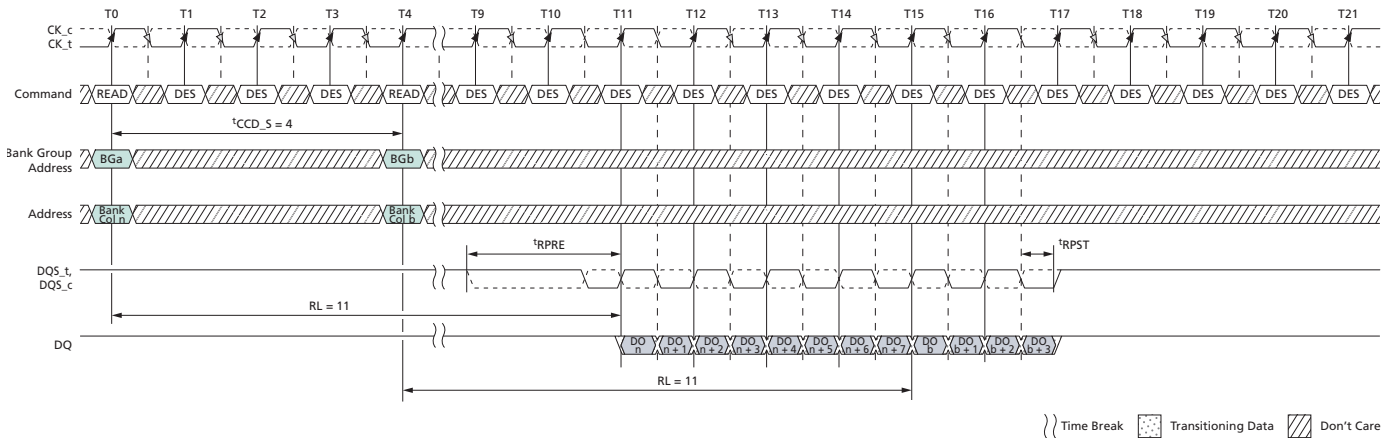 T0 T1 T2 T3 T4 T9 T10 T11 T12 T13 T14 T15 T16 T17 T18 T19 T20 T21
CK_c
CK_t
Command READ DES DES DES READ DES DES DES DES DES DES DES DES DES DES DES DES DES
tCCD_S = 4
Bank Group
Address
BGa BGb
Address
Bank
Col n
Bank
Col b
tRPRE tRPST
DQS_t,
DQS_c
RL = 11
DQ
DO
n
DO
n + 1
DO
n + 2
DO
n + 3
DO
n + 4
DO
n + 5
DO
n + 6
DO
n + 7
DO
b
DO
b + 1
DO
b + 2
DO
b + 3
RL = 11
Time Break Transitioning Data Don't Care